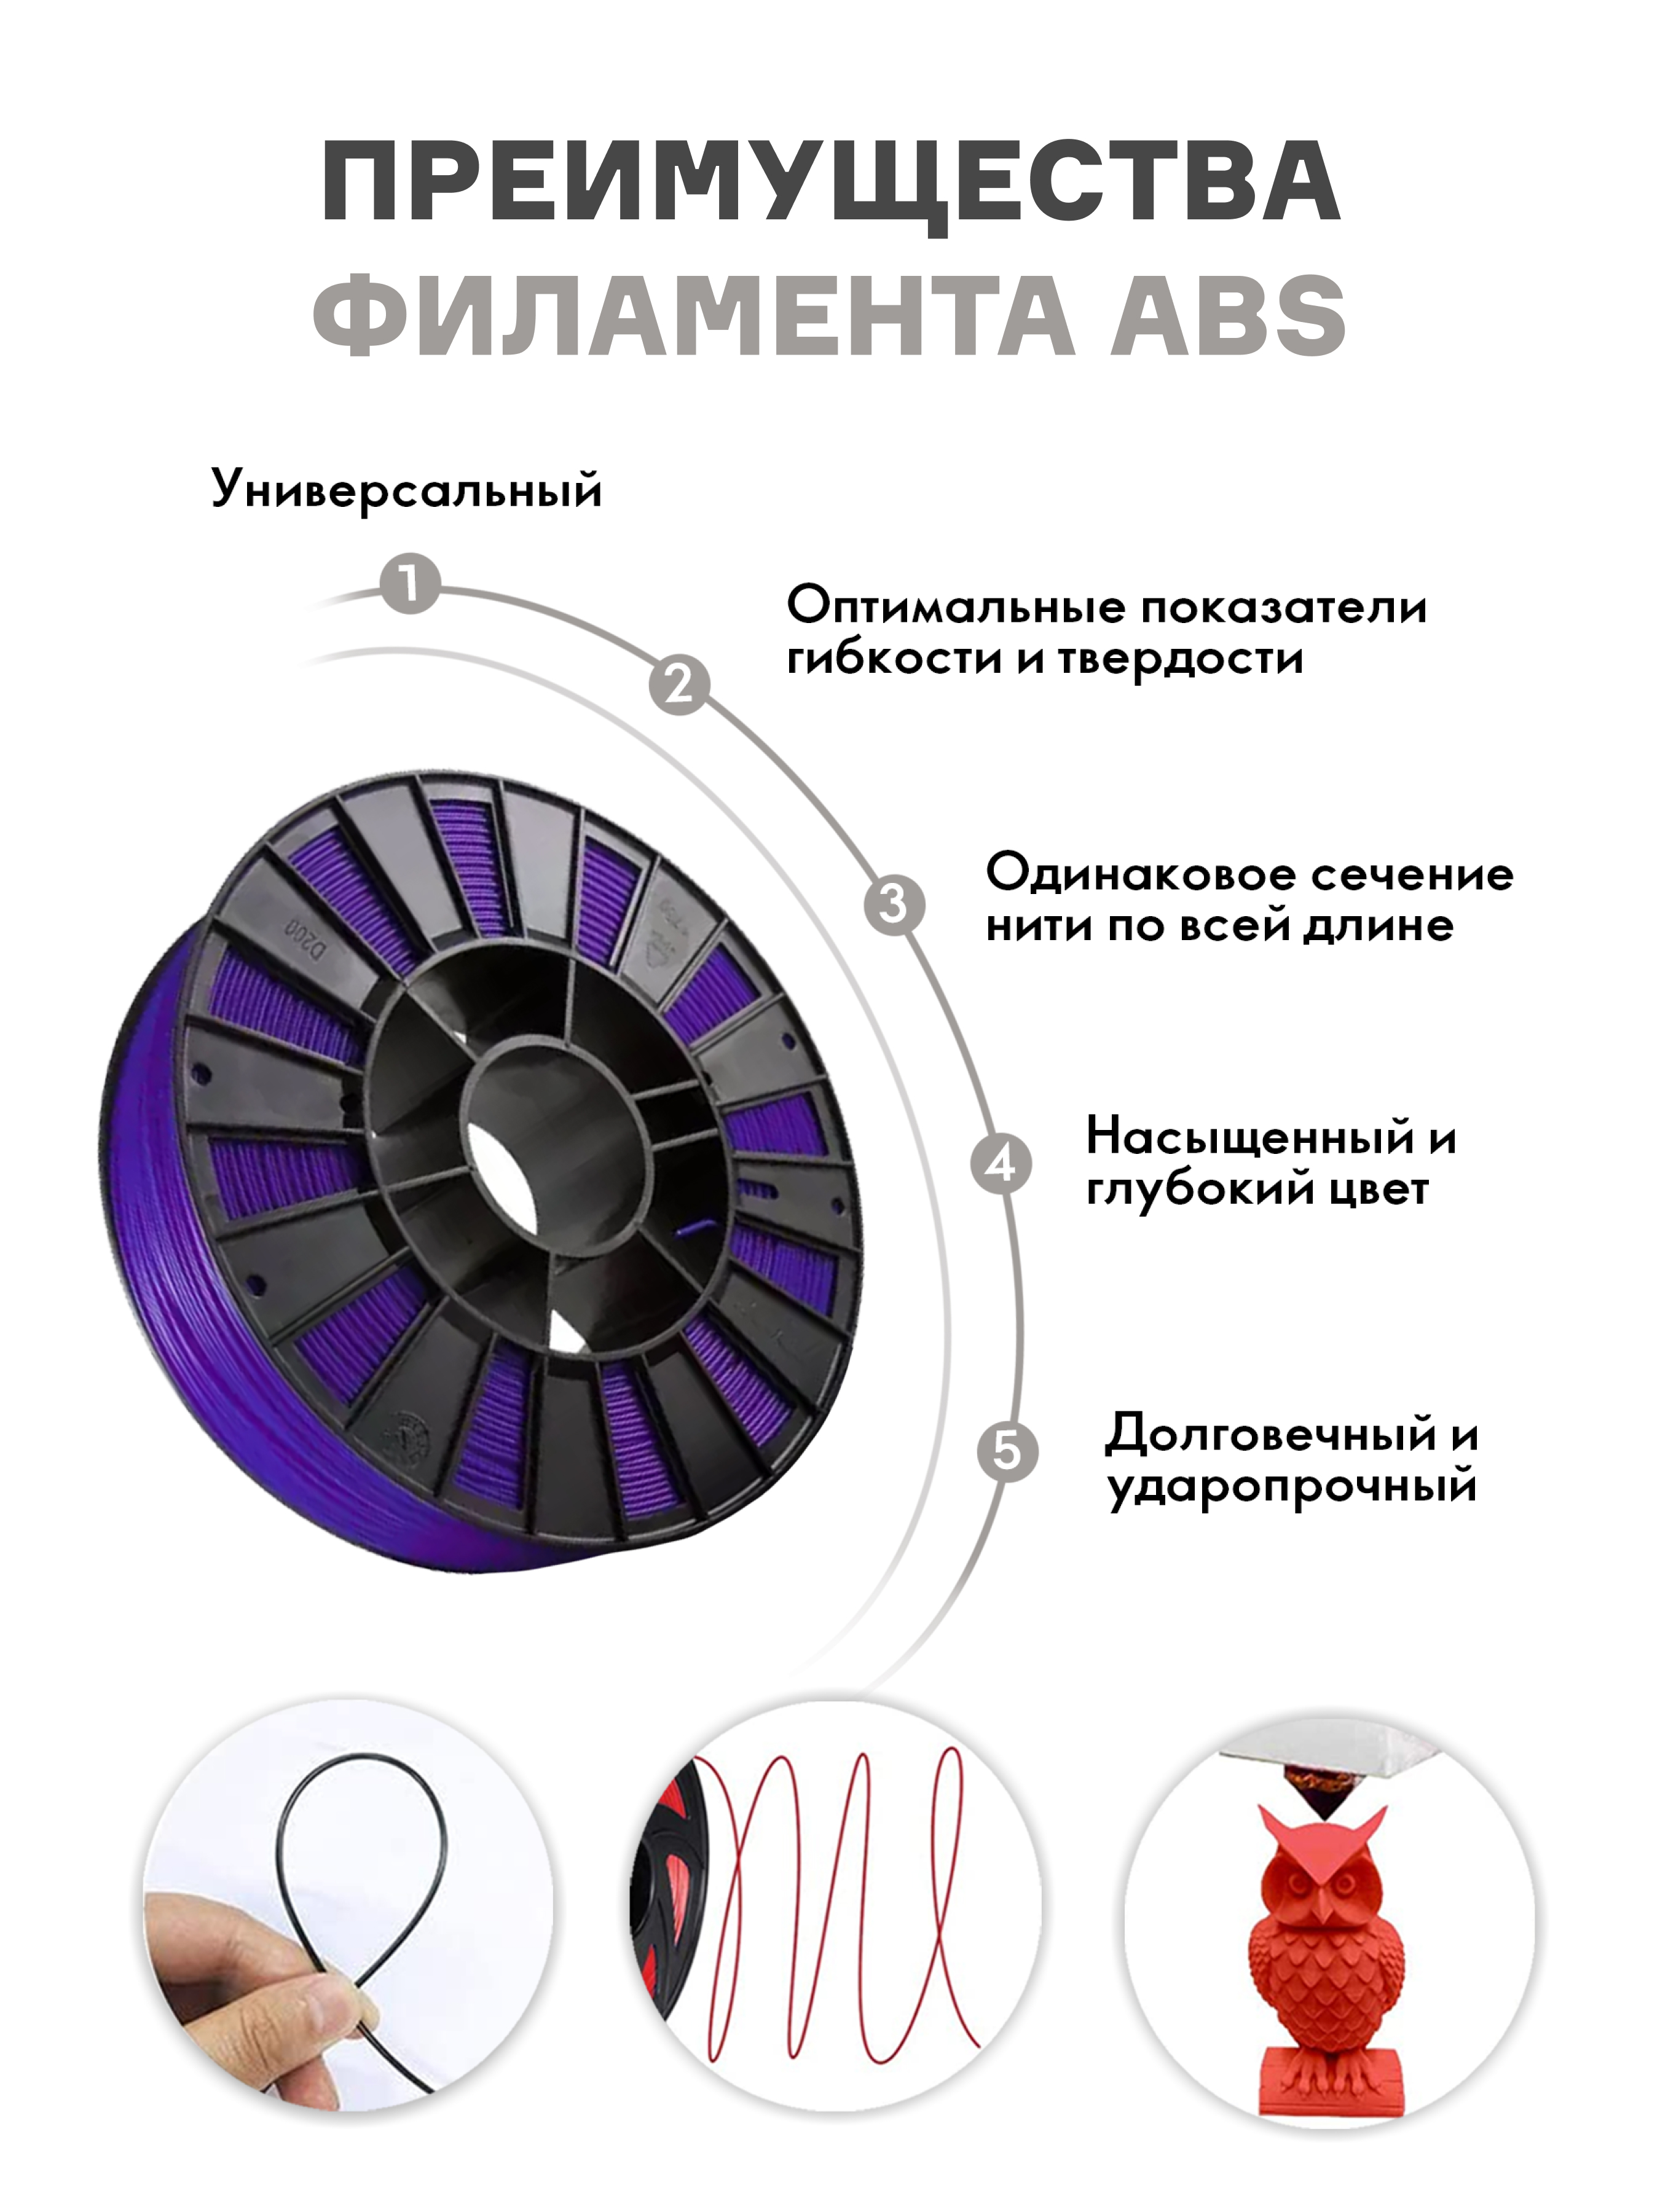 ПРЕИМУЩЕСТВА
ФИЛАМЕНТА ABS
Универсальный
1
Оптимальные показатели
гибкости и твердости
2
Одинаковое сечение
нити по всей длине
3
Насыщенный и
глубокий цвет
4
Долговечный и
ударопрочный
5
D200